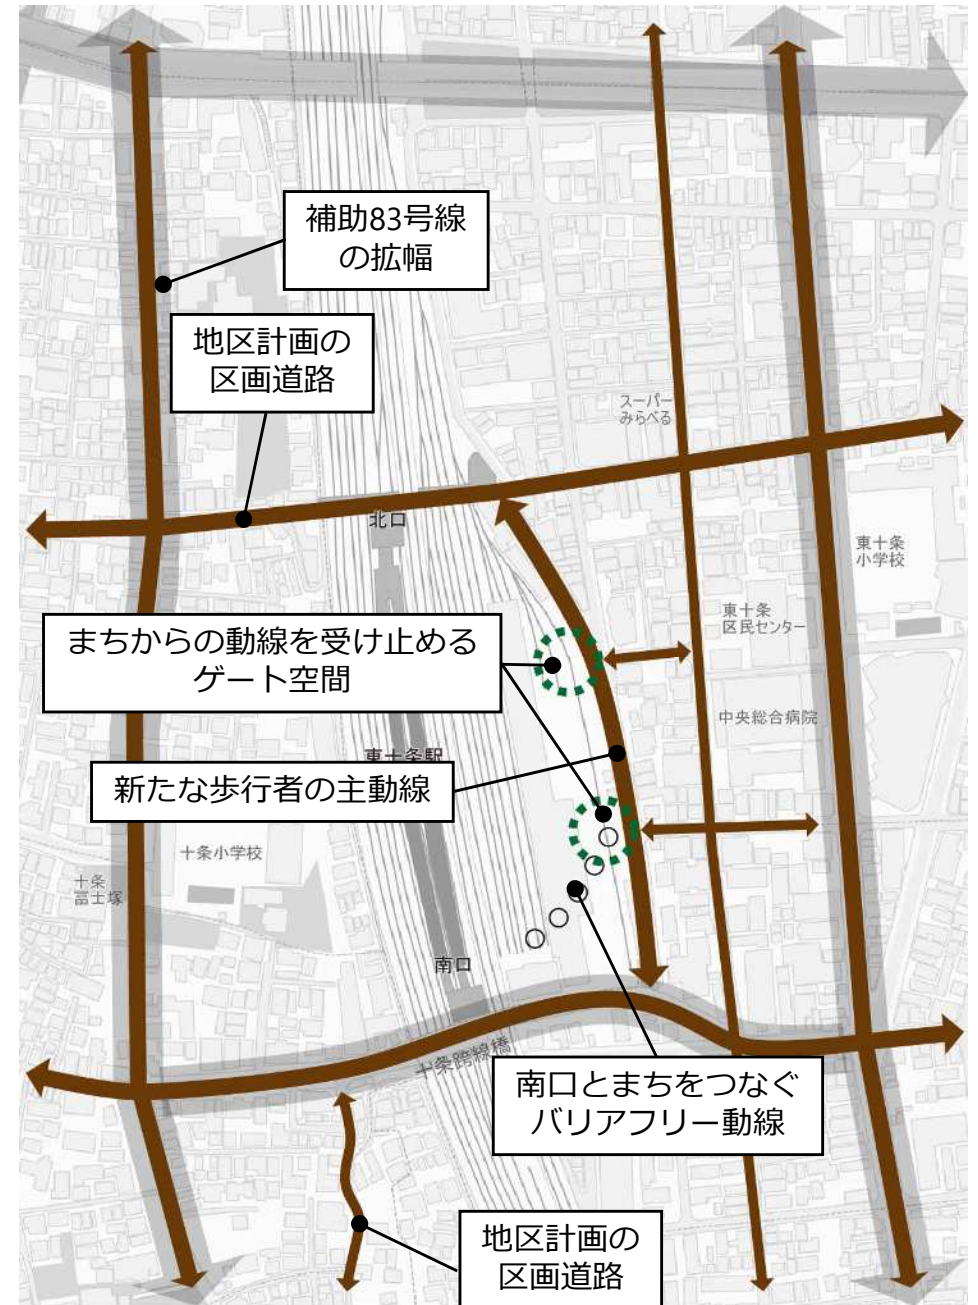 補助83号線
の拡幅
地区計画の
区画道路
スーパー
みらべる
北口
東十条
小学校
東十条
区民センター
まちからの動線を受け止める
ゲート空間
中央総合病院
東十条駅
新たな歩行者の主動線
十条小学校
十条
冨士塚
南口
十条跨線橋
南口とまちをつなぐ
バリアフリー動線
地区計画の
区画道路